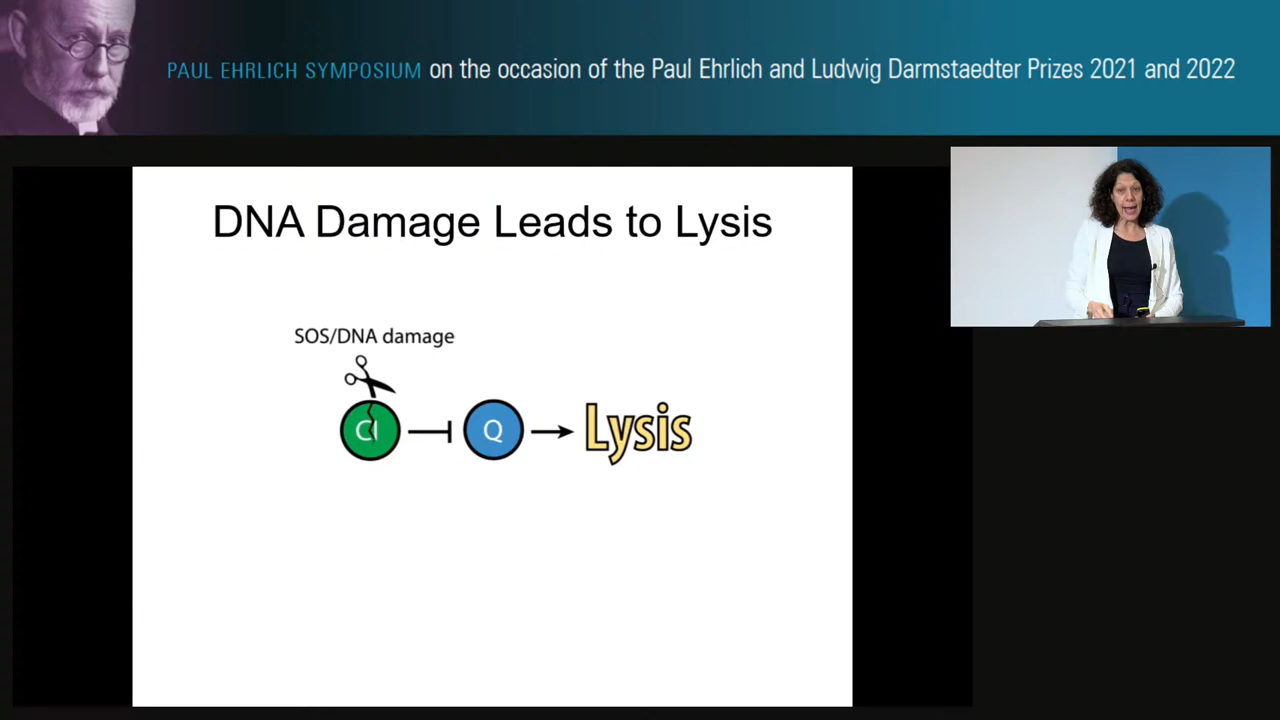 PAUL EHRLICH SYMPOSIUM on the occasion of the Paul Ehrlich and Ludwig Darmstaedter Prizes 2021 and 2022
DNA Damage Leads to Lysis
SOS/DNA damage
CI Q Lysis